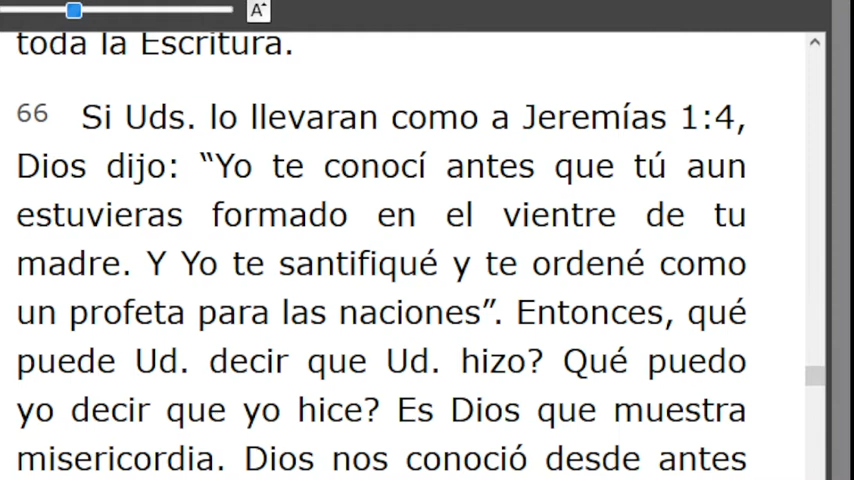 A^
toda la Escritura.
66 Si Uds. lo llevaran como a Jeremías 1:4,
Dios dijo: “Yo te conocí antes que tú aun
estuvieras formado en el vientre de tu
madre. Y Yo te santifiqué y te ordené como
un profeta para las naciones”. Entonces, qué
puede Ud. decir que Ud. hizo? Qué puedo
yo decir que yo hice? Es Dios que muestra
misericordia. Dios nos conoció desde antes